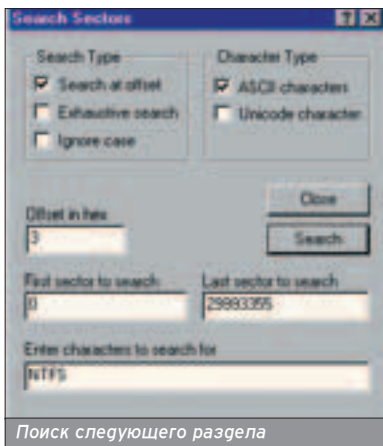 Search Sectors
Search Type
Search at offset
Exhaustive search
Ignore case
Character Type
ASCII characters
Unicode character
Offset in hex
3
Close
Search
First sector to search
0
Last sector to search
29993355
Enter characters to search for
NTFS
Поиск следующего раздела